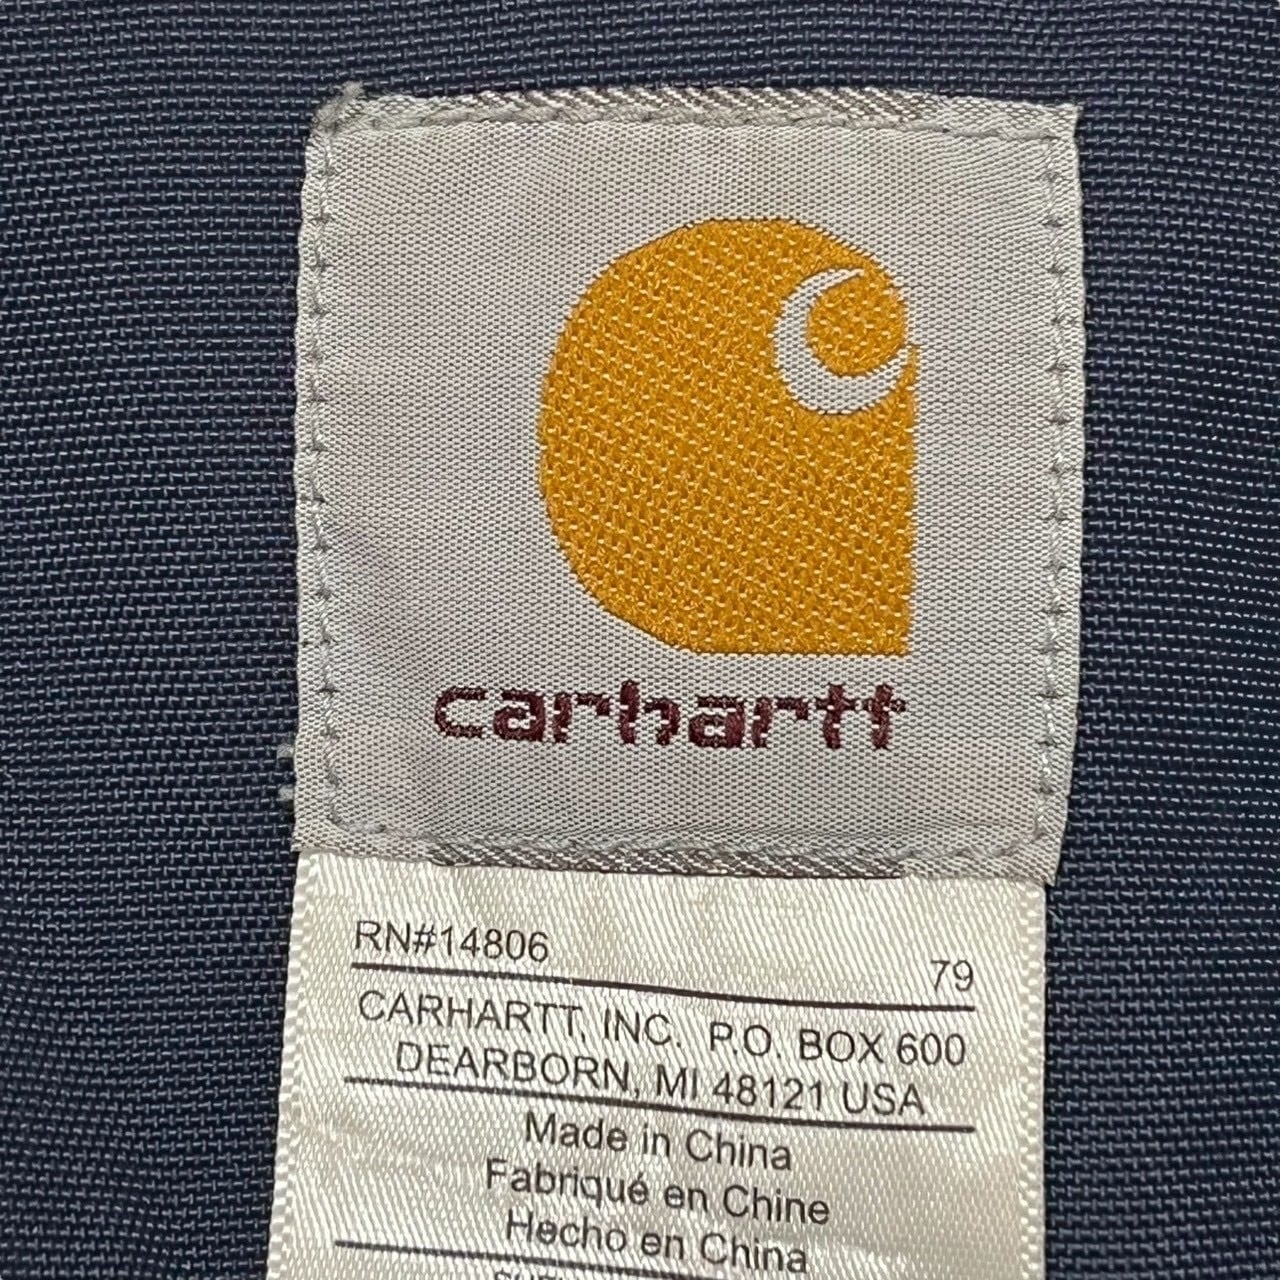 carhartt
RN#14806
79
CARHARTT, INC. P.O. BOX 600
DEARBORN, MI 48121 USA
Made in China
Fabriqué en Chine
Hecho en China